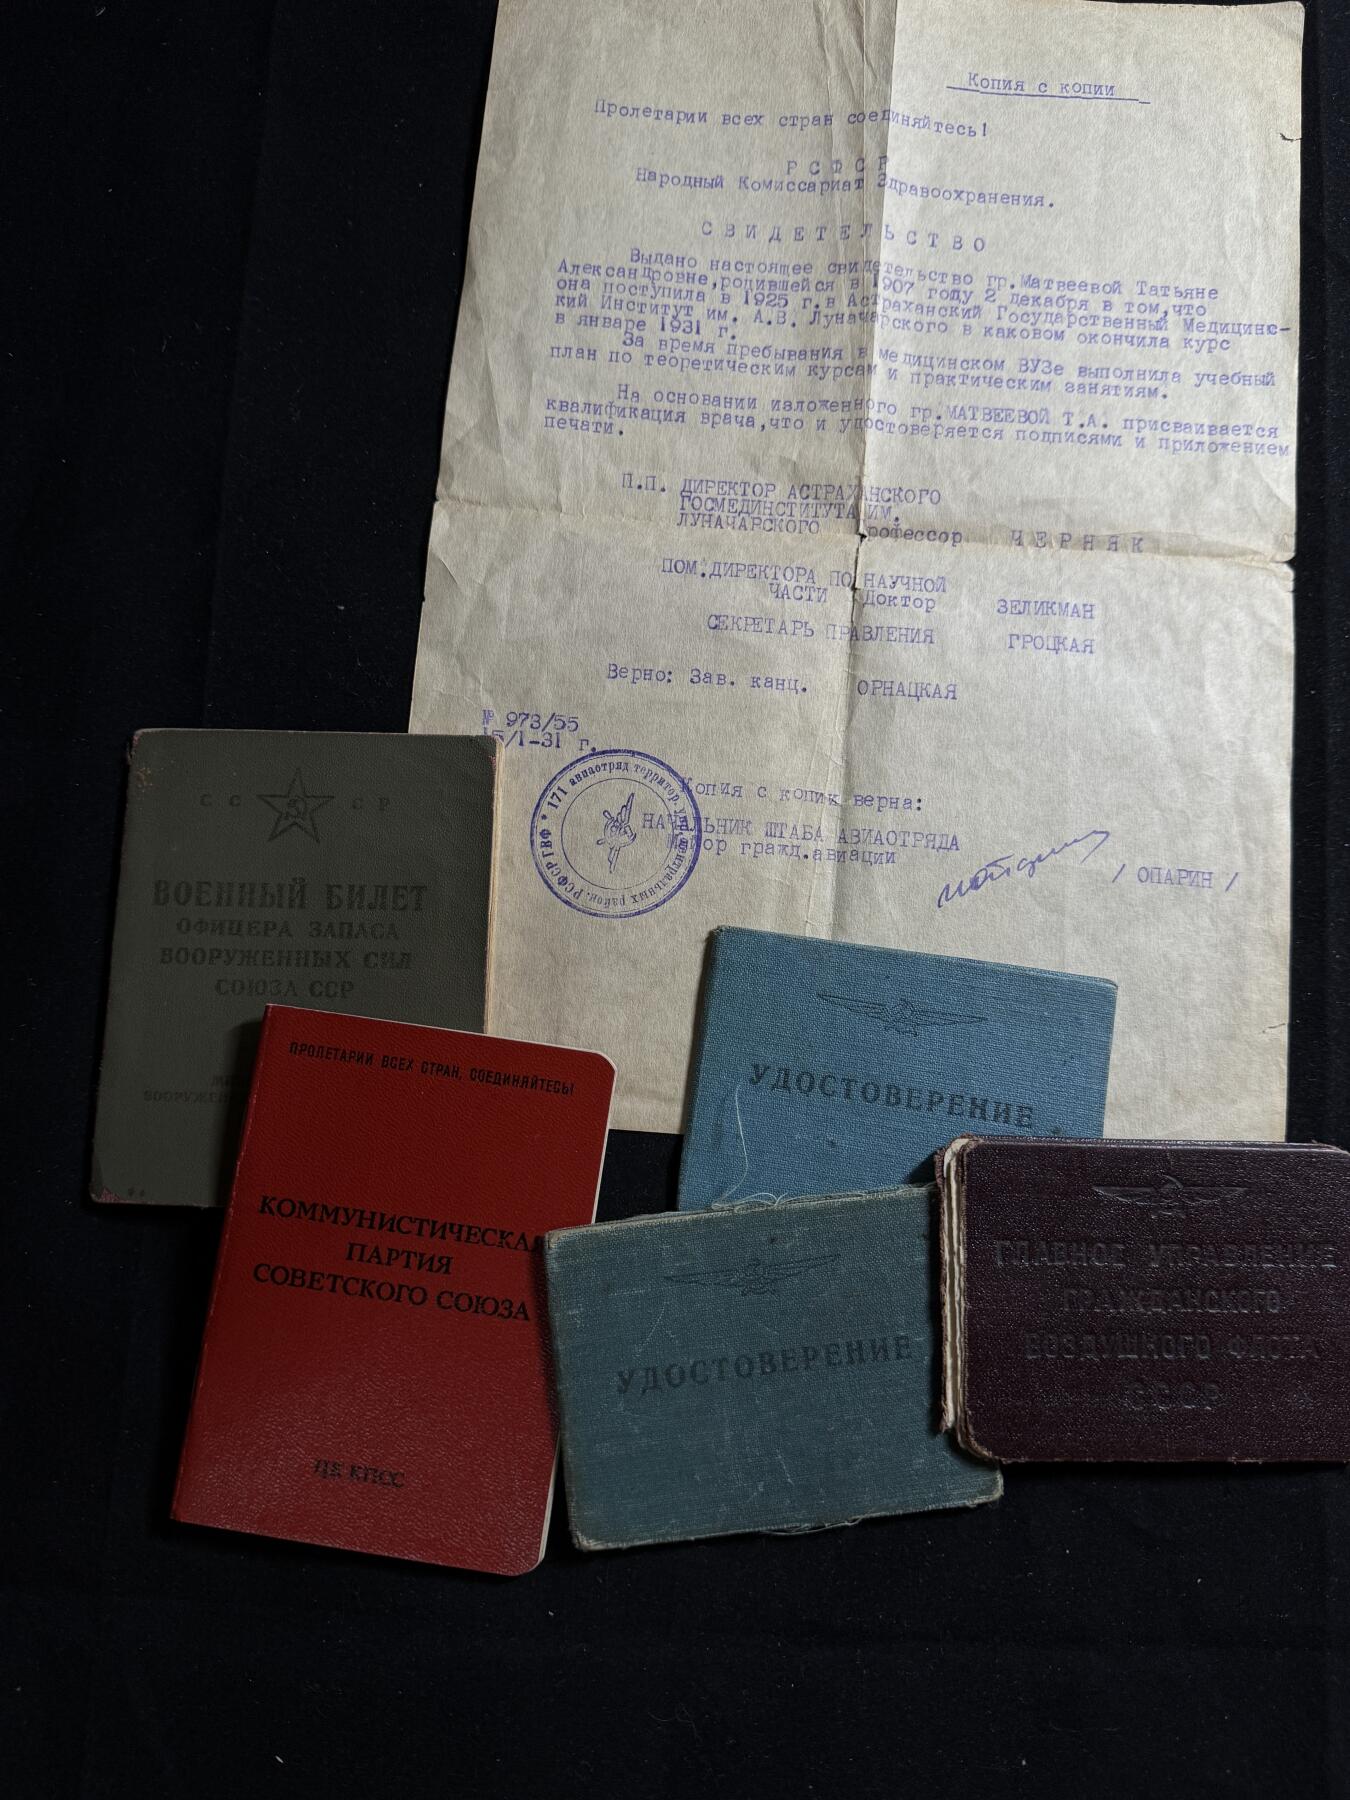 Копия с копии
Пролетарии всех стран соединяйтесь!
Р С Ф С Р
Народный Комиссариат Здравоохранения.
С В И Д Е Т Е Л Ь С Т В О
Выдано настоящее свидетельство гр.Матвеевой Татьяне
Александровне,родившейся в 1907 году 2 декабря в том,что
она поступила в 1925 г.в Астраханский Государственный Медицинс-
кий Институт им. А.В. Луначарского в каковом окончила курс
в январе 1931 г.
За время пребывания в медицинском ВУЗе выполнила учебный
план по теоретическим курсам и практическим занятиям.
На основании изложенного гр.МАТВЕЕВОЙ Т.А. присваивается
квалификация врача,что и удостоверяется подписями и приложением
печати.
П.П. ДИРЕКТОР АСТРАХАНСКОГО
ГОСМЕДИНСТИТУТА ИМ.
ЛУНАЧАРСКОГО профессор Ч Е Р Н Я К
ПОМ.ДИРЕКТОРА ПО НАУЧНОЙ
ЧАСТИ Доктор ЗЕЛИКМАН
СЕКРЕТАРЬ ПРАВЛЕНИЯ ГРОЦКАЯ
Верно: Зав. канц. ОРНАЦКАЯ
№ 973/55
15/I-31 г.
171 авиаотряд территор. упр. центральных район. РСФСР ГВФ
Копия с копии верна:
НАЧАЛЬНИК ШТАБА АВИАОТРЯДА
Майор гражд.авиации
/ ОПАРИН /
С С С Р
ВОЕННЫЙ БИЛЕТ
ОФИЦЕРА ЗАПАСА
ВООРУЖЕННЫХ СИЛ
СОЮЗА ССР
ПРОЛЕТАРИИ ВСЕХ СТРАН, СОЕДИНЯЙТЕСЬ!
КОММУНИСТИЧЕСКАЯ
ПАРТИЯ
СОВЕТСКОГО СОЮЗА
ЦК КПСС
УДОСТОВЕРЕНИЕ
УДОСТОВЕРЕНИЕ
ГЛАВНОЕ УПРАВЛЕНИЕ
ГРАЖДАНСКОГО
ВОЗДУШНОГО ФЛОТА
СССР